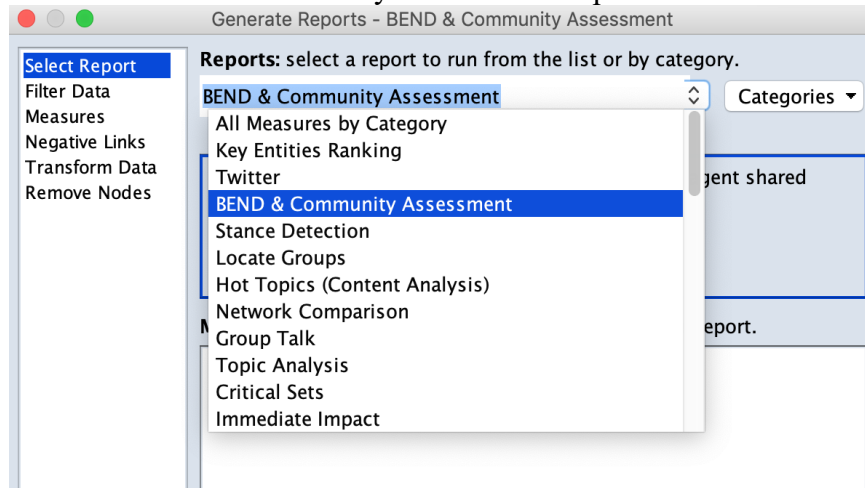 Generate Reports - BEND & Community Assessment
Select Report
Filter Data
Measures
Negative Links
Transform Data
Remove Nodes
Reports: select a report to run from the list or by category.
BEND & Community Assessment
Categories
All Measures by Category
Key Entities Ranking
Twitter
BEND & Community Assessment
Stance Detection
Locate Groups
Hot Topics (Content Analysis)
Network Comparison
Group Talk
Topic Analysis
Critical Sets
Immediate Impact
gent shared
eport.